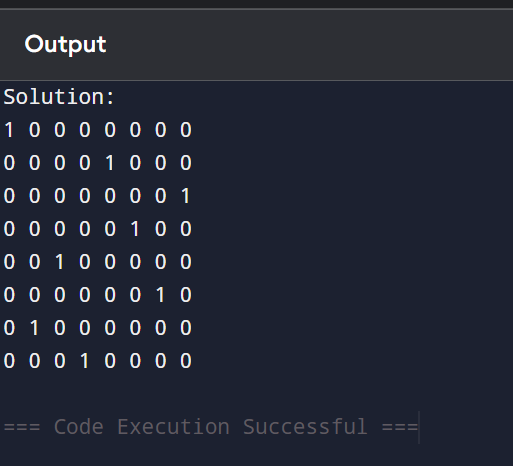 Output
Solution:
1 0 0 0 0 0 0 0
0 0 0 0 1 0 0 0
0 0 0 0 0 0 0 1
0 0 0 0 0 1 0 0
0 0 1 0 0 0 0 0
0 0 0 0 0 0 1 0
0 1 0 0 0 0 0 0
0 0 0 1 0 0 0 0
=== Code Execution Successful ===